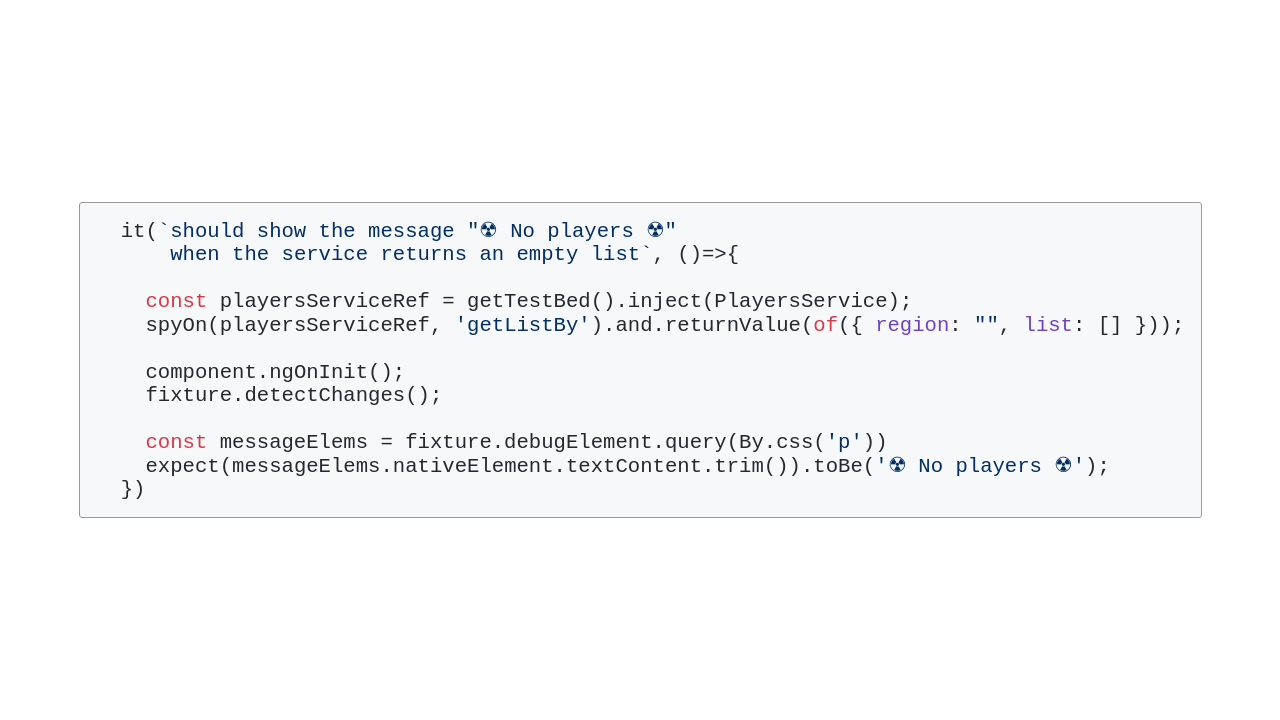 it(`should show the message "☢ No players ☢"
    when the service returns an empty list`, ()=>{

  const playersServiceRef = getTestBed().inject(PlayersService);
  spyOn(playersServiceRef, 'getListBy').and.returnValue(of({ region: "", list: [] }));

  component.ngOnInit();
  fixture.detectChanges();

  const messageElems = fixture.debugElement.query(By.css('p'))
  expect(messageElems.nativeElement.textContent.trim()).toBe('☢ No players ☢');
})